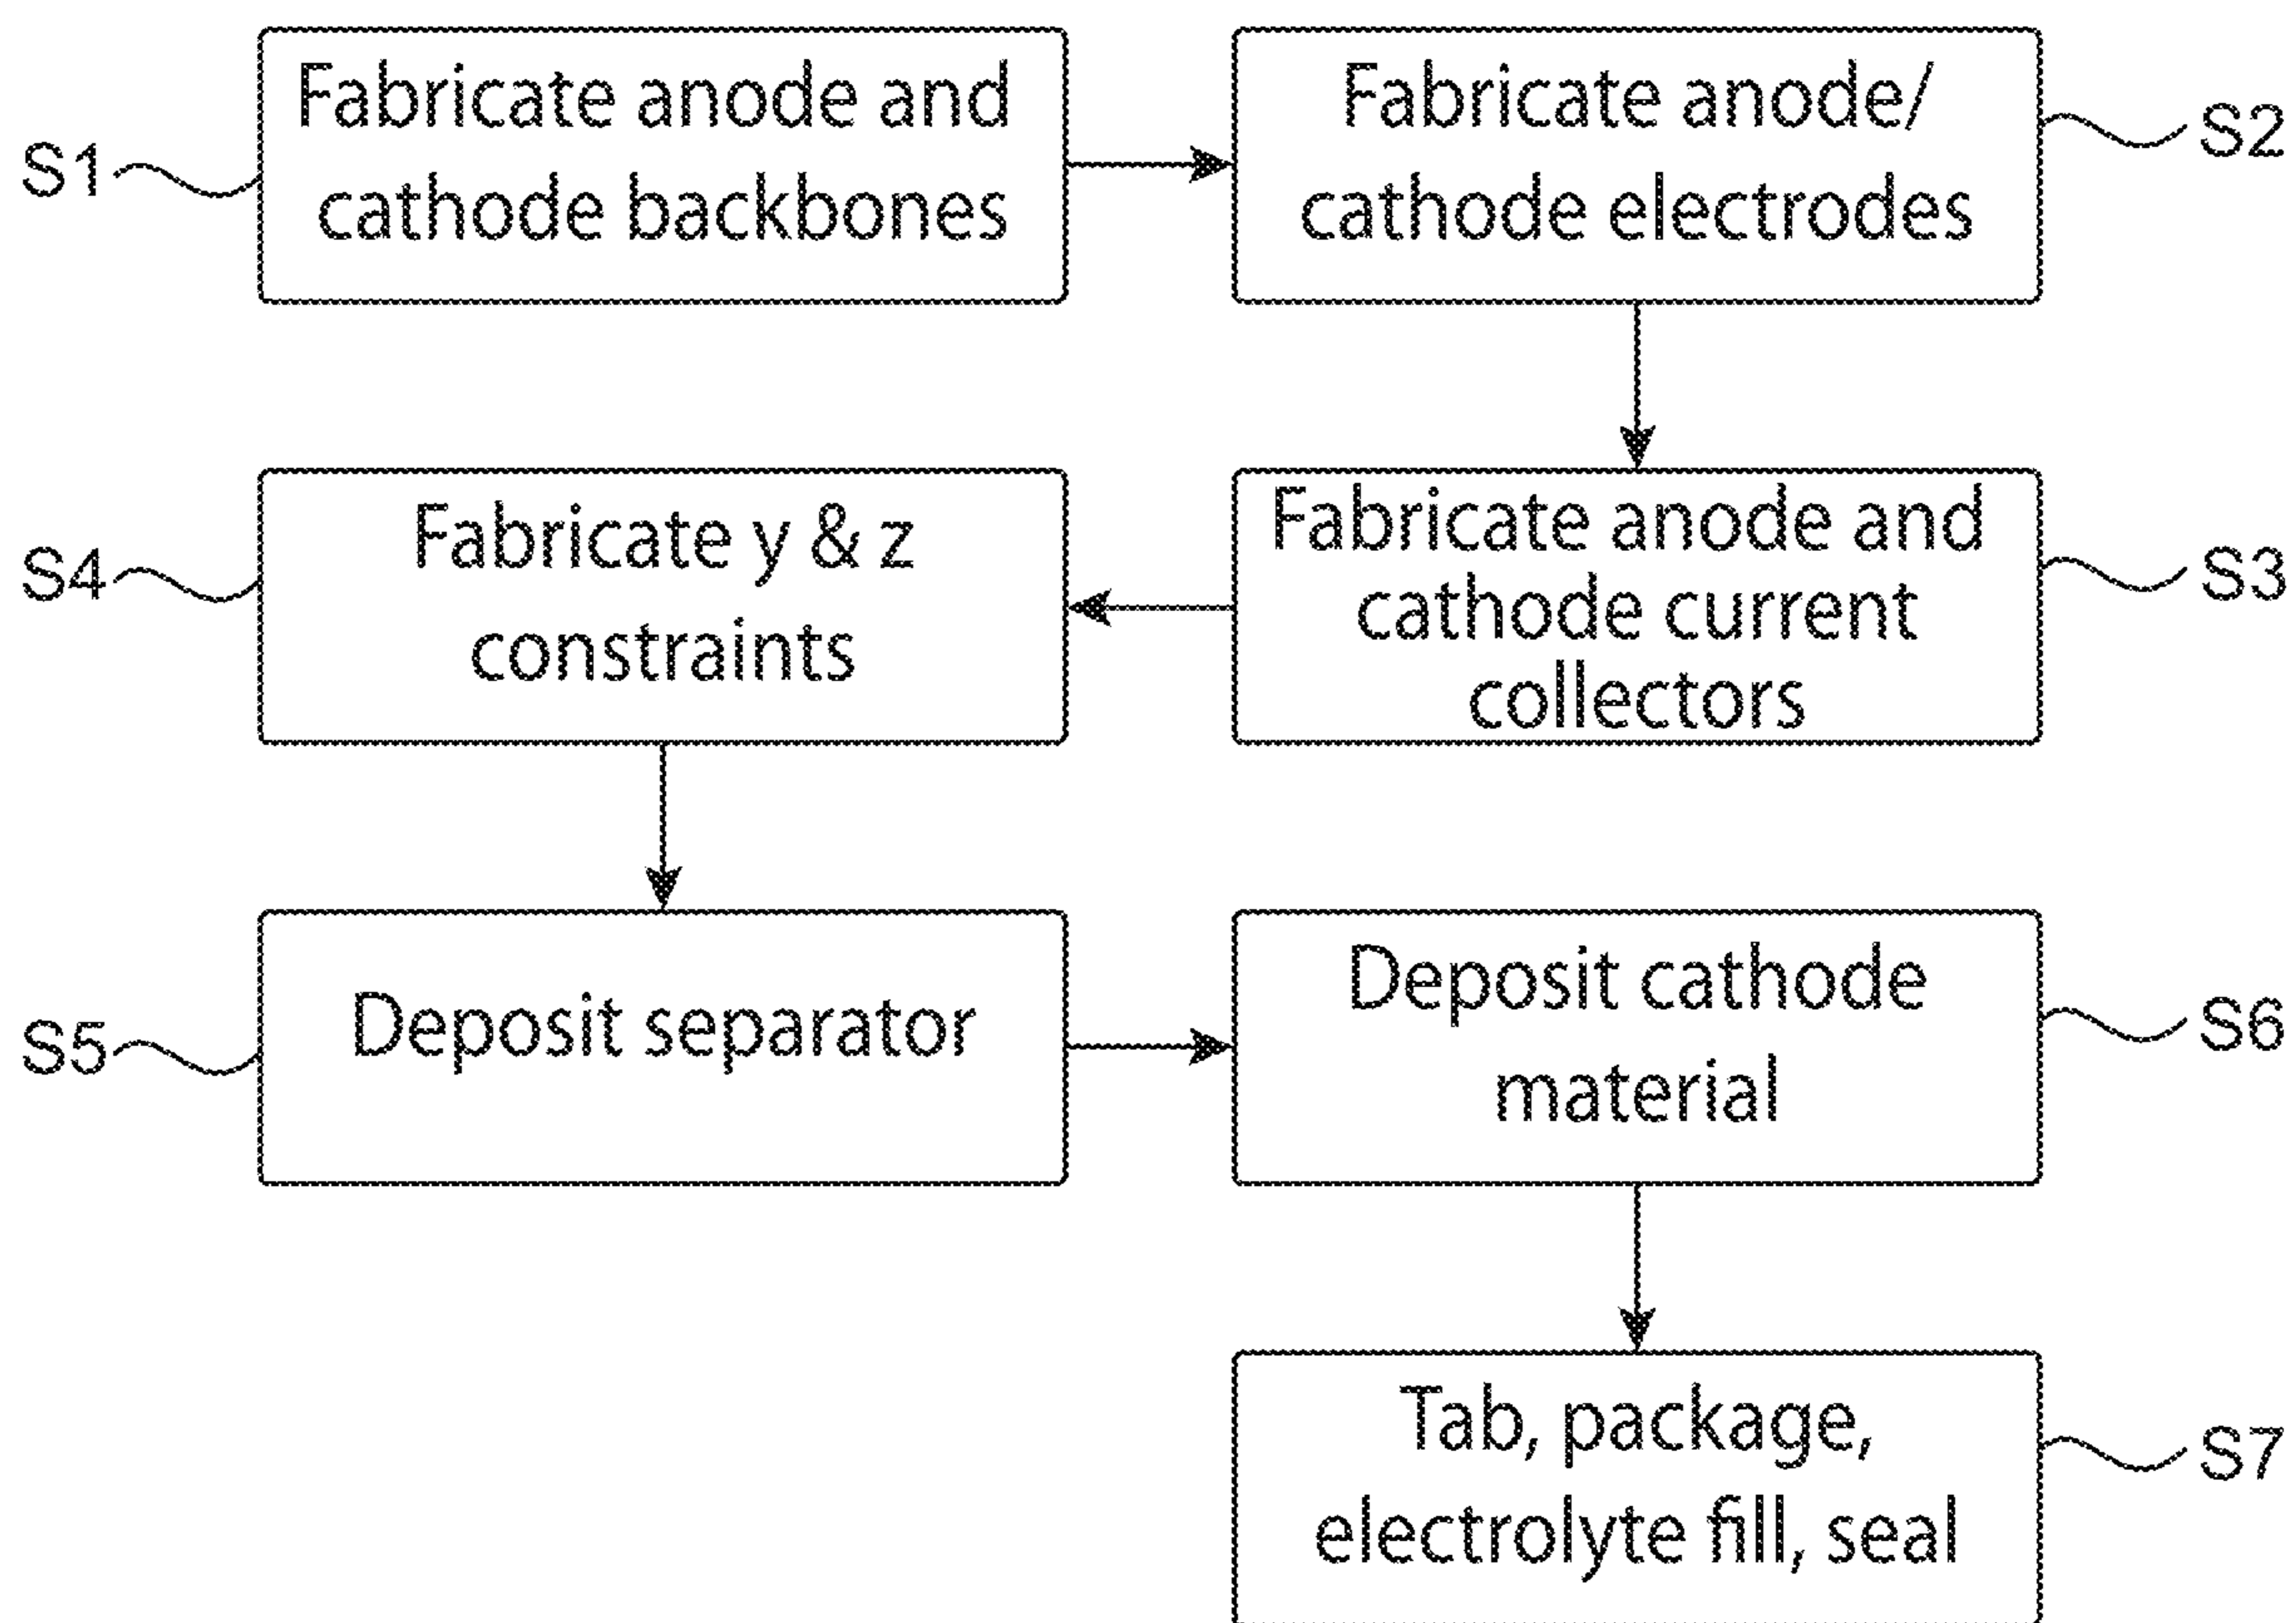 S1
Fabricate anode and
cathode backbones
Fabricate anode/
cathode electrodes
S2
Fabricate anode and
cathode current
collectors
S3
S4
Fabricate y & z
constraints
S5
Deposit separator
Deposit cathode
material
S6
Tab, package,
electrolyte fill, seal
S7